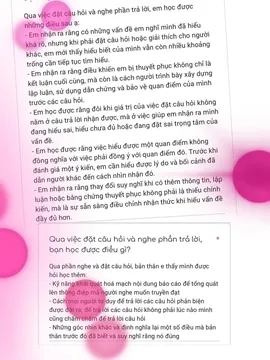 Qua việc đặt câu hỏi và nghe phần trả lời, em học được
những điều sau:
- Em nhận ra rằng có những vấn đề em nghĩ mình đã hiểu
khá rõ, nhưng khi phải đặt câu hỏi hoặc giải thích cho người
khác, em mới thấy hiểu biết của mình vẫn còn nhiều khoảng
trống cần tiếp tục tìm hiểu.
- Em nhận ra rằng điều khiến em bị thuyết phục không chỉ là
kết luận cuối cùng, mà còn là cách người trình bày xây dựng
lập luận, sử dụng dẫn chứng và bảo vệ quan điểm của mình
trước các câu hỏi.
- Em học được rằng đôi khi giá trị của việc đặt câu hỏi không
nằm ở câu trả lời nhận được, mà ở việc giúp em nhận ra mình
đang hiểu sai, hiểu chưa đủ hoặc đang đặt sai trọng tâm của
vấn đề.
- Em học được rằng việc hiểu được một quan điểm không
đồng nghĩa với việc phải đồng ý với quan điểm đó. Trước khi
đánh giá một ý kiến, em cần hiểu được lý do và bối cảnh đã
dẫn người khác đến cách nhìn nhận đó.
- Em nhận ra rằng thay đổi suy nghĩ khi có thêm thông tin, lập
luận hoặc bằng chứng thuyết phục không phải là thiếu chính
kiến, mà là sự sẵn sàng điều chỉnh nhận thức khi hiểu vấn đề
đầy đủ hơn.
Qua việc đặt câu hỏi và nghe phần trả lời, *
bạn học được điều gì?
Qua phần nghe và đặt câu hỏi, bản thân e thấy mình được
học hỏi thêm:
- Kỹ năng khái quát hoá mạch nội dung báo cáo để tổng quát
lên thông điệp mà người nghe muốn truyền đạt
- Cách mọi người tư duy để trả lời các câu hỏi phản biện
được đặt ra, để trả lời các câu hỏi không phải lúc nào mình
cũng chăm chăm để trả lời câu hỏi
- Những góc nhìn khác và định nghĩa lại một số điều mà bản
thân trước đó đã biết và suy nghĩ rằng nó đúng